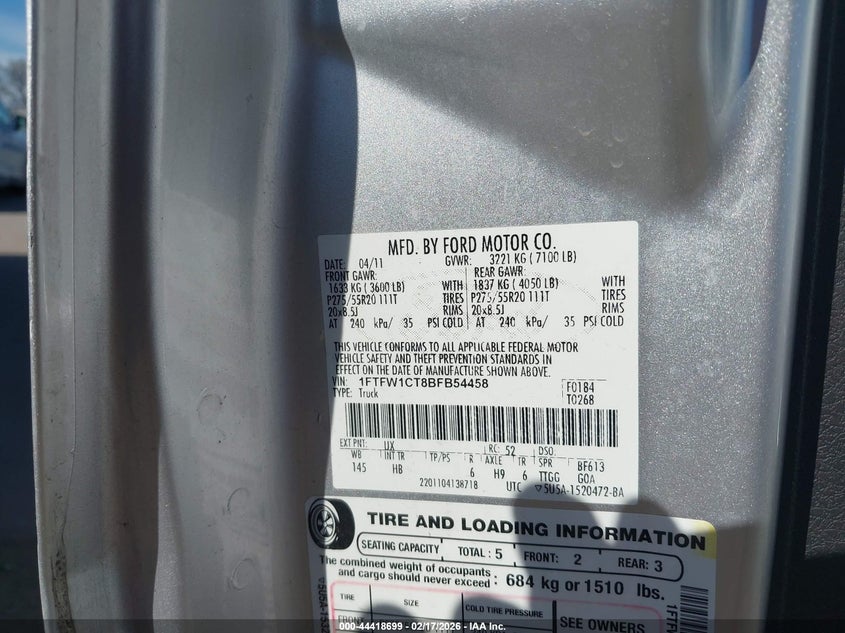 MFD. BY FORD MOTOR CO.
DATE: 04/11 GVWR: 3221 KG ( 7100 LB)
FRONT GAWR: REAR GAWR:
1633 KG ( 3600 LB) WITH 1837 KG ( 4050 LB) WITH
P275/55R20 111T TIRES P275/55R20 111T TIRES
20x8.5J RIMS 20x8.5J RIMS
AT 240 kPa/ 35 PSI COLD AT 240 kPa/ 35 PSI COLD
THIS VEHICLE CONFORMS TO ALL APPLICABLE FEDERAL MOTOR
VEHICLE SAFETY AND THEFT PREVENTION STANDARDS IN
EFFECT ON THE DATE OF MANUFACTURE SHOWN ABOVE.
VIN: 1FTFW1CT8BFB54458 F0184
TYPE: Truck T0268
EXT PNT: UX RC: 52 DSO:
WB INT TR TP/PS R AXLE TR SPR BF613
145 HB 6 H9 6 TTGG GOA
2201104138718 UTC ▽5U5A-1520472-BA
TIRE AND LOADING INFORMATION
SEATING CAPACITY TOTAL : 5 FRONT: 2 REAR: 3
The combined weight of occupants
and cargo should never exceed : 684 kg or 1510 lbs.
TIRE SIZE COLD TIRE PRESSURE SEE OWNERS
FRONT
000-44418699 - 02/17/2026 - IAA Inc.